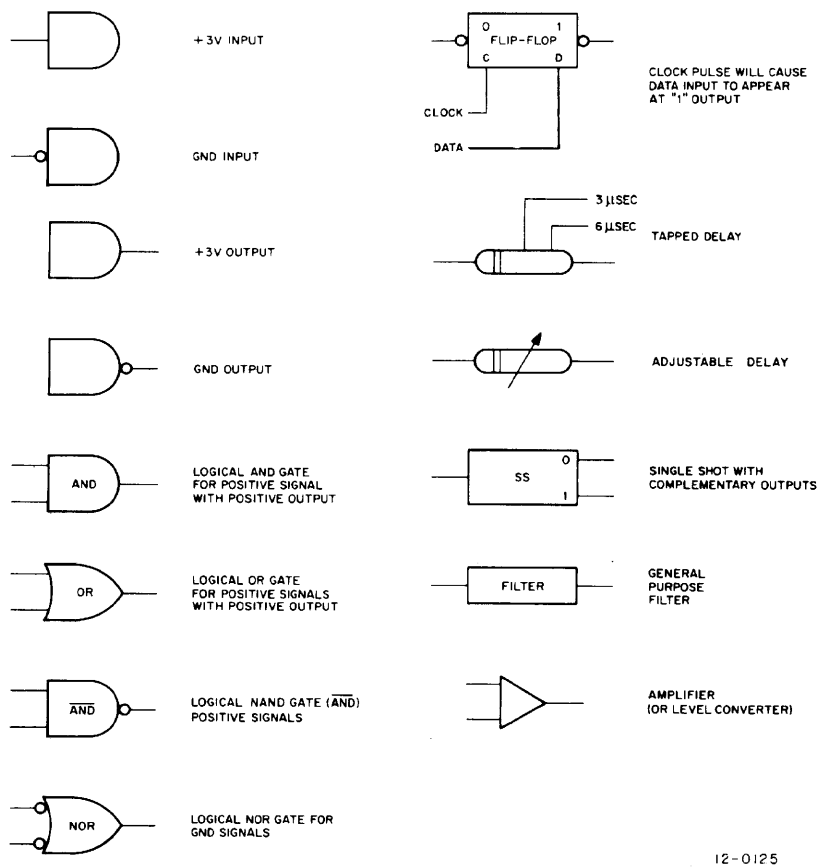 +3V INPUT
GND INPUT
+3V OUTPUT
GND OUTPUT
AND
LOGICAL AND GATE
FOR POSITIVE SIGNAL
WITH POSITIVE OUTPUT
OR
LOGICAL OR GATE
FOR POSITIVE SIGNALS
WITH POSITIVE OUTPUT
A̅N̅D̅
LOGICAL NAND GATE (A̅N̅D̅)
POSITIVE SIGNALS
NOR
LOGICAL NOR GATE FOR
GND SIGNALS
0 1
FLIP-FLOP
C D
CLOCK
DATA
CLOCK PULSE WILL CAUSE
DATA INPUT TO APPEAR
AT "1" OUTPUT
3 μSEC
6 μSEC
TAPPED DELAY
ADJUSTABLE DELAY
0
SS
1
SINGLE SHOT WITH
COMPLEMENTARY OUTPUTS
FILTER
GENERAL
PURPOSE
FILTER
AMPLIFIER
(OR LEVEL CONVERTER)
12-0125